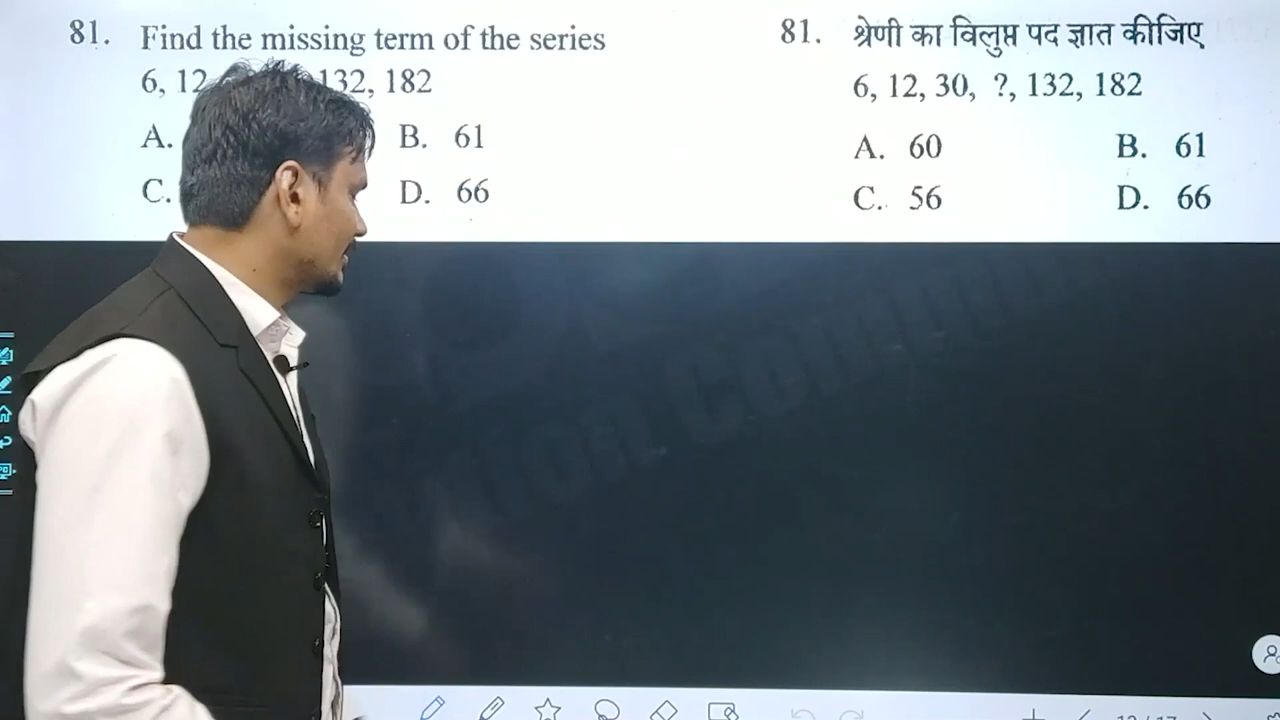 81. Find the missing term of the series
6, 12 132, 182
A.
B. 61
C.
D. 66
81. श्रेणी का विलुप्त पद ज्ञात कीजिए
6, 12, 30, ?, 132, 182
A. 60
B. 61
C. 56
D. 66